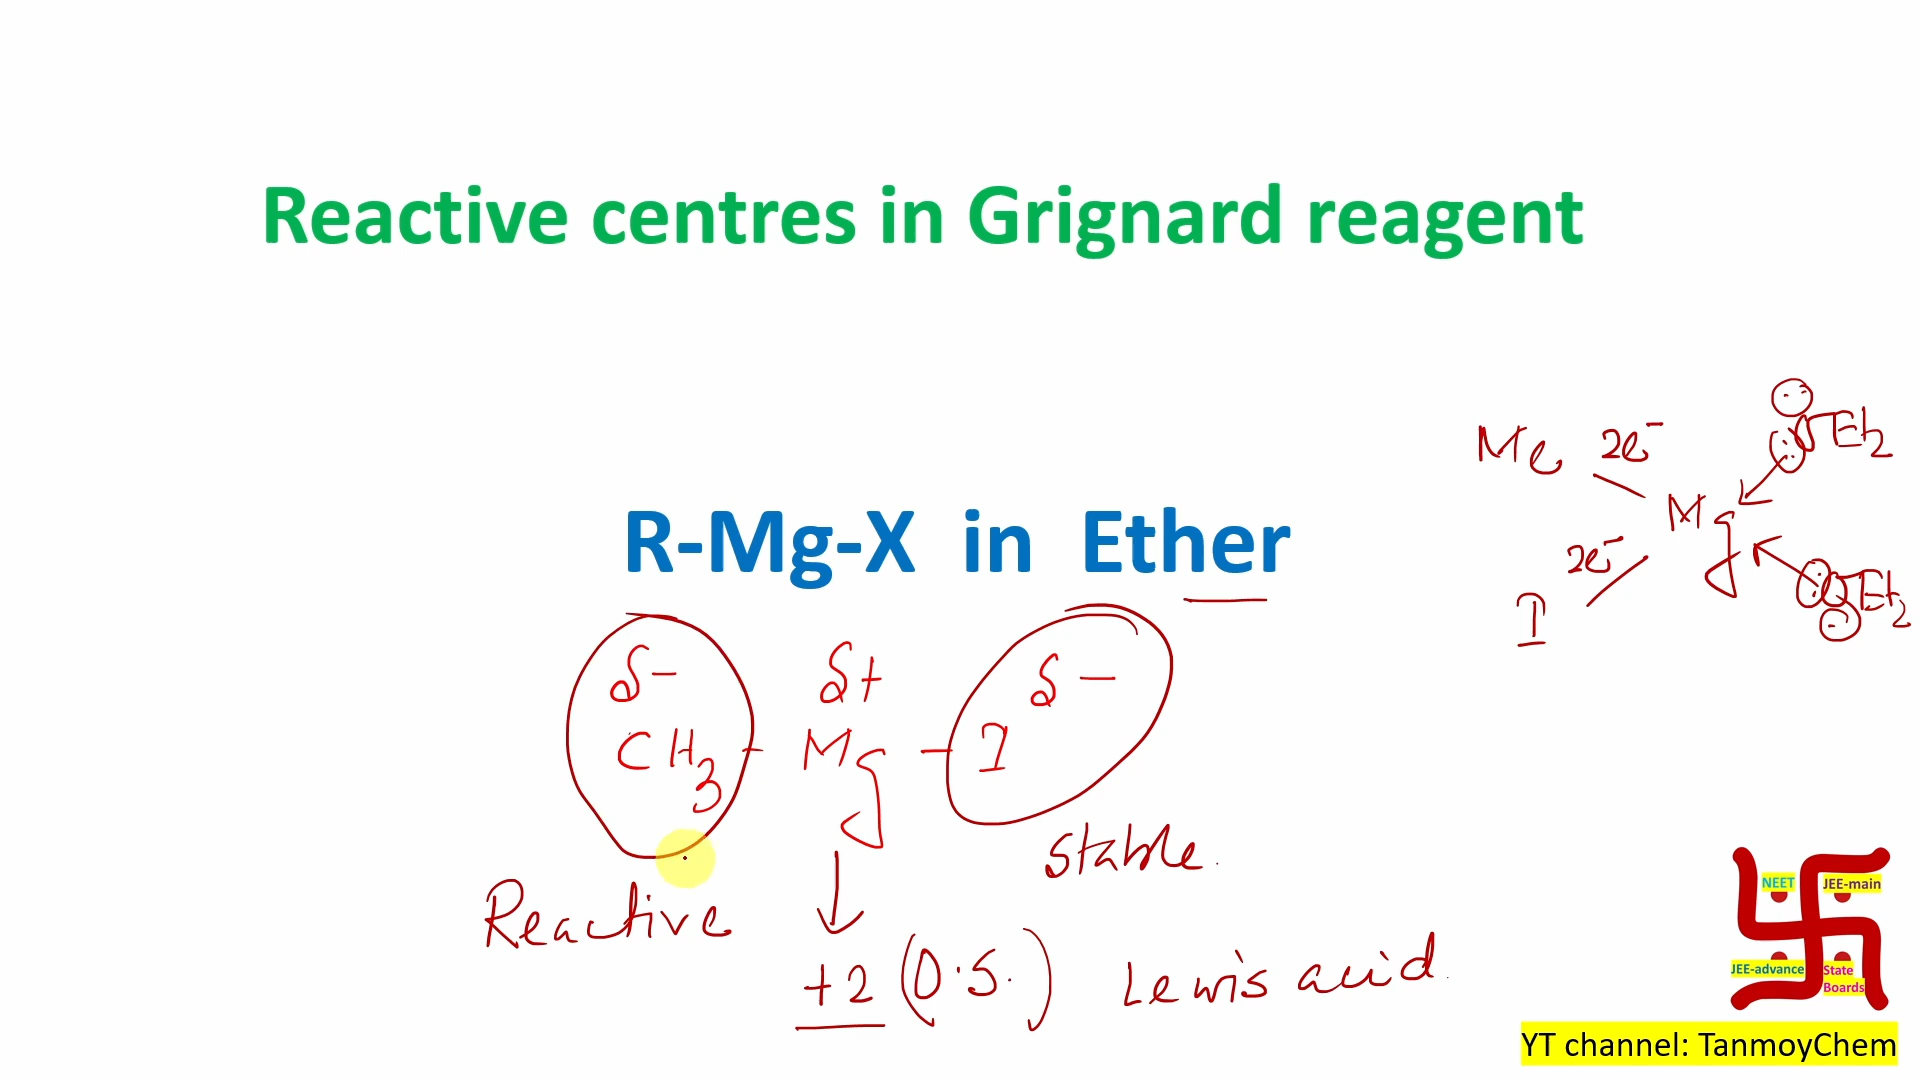 Reactive centres in Grignard reagent
R-Mg-X in Ether
Me 2e⁻ OEt₂
Mg
2e⁻
I OEt₂
δ- δ+ δ-
CH₃ - Mg - I
Stable.
Reactive
+2 (O.S.) Lewis acid.
NEET JEE-main
JEE-advance State
Boards
YT channel: TanmoyChem